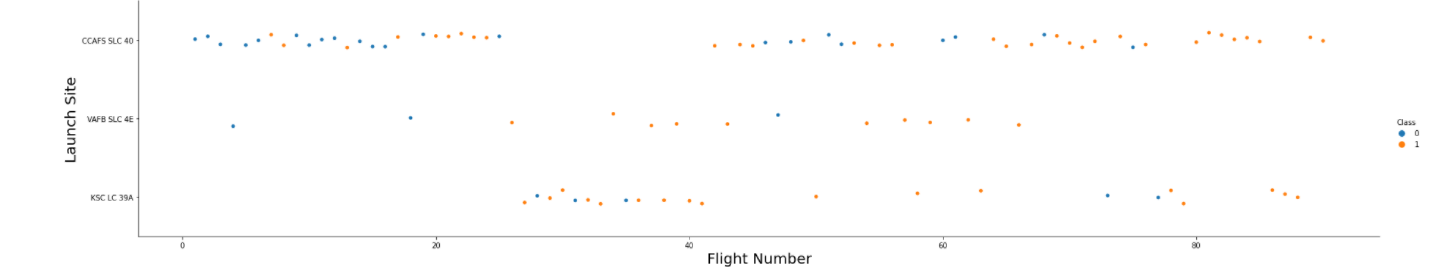 Launch Site
CCAFS SLC 40
VAFB SLC 4E
KSC LC 39A
0
20
40
60
80
Flight Number
Class
0
1